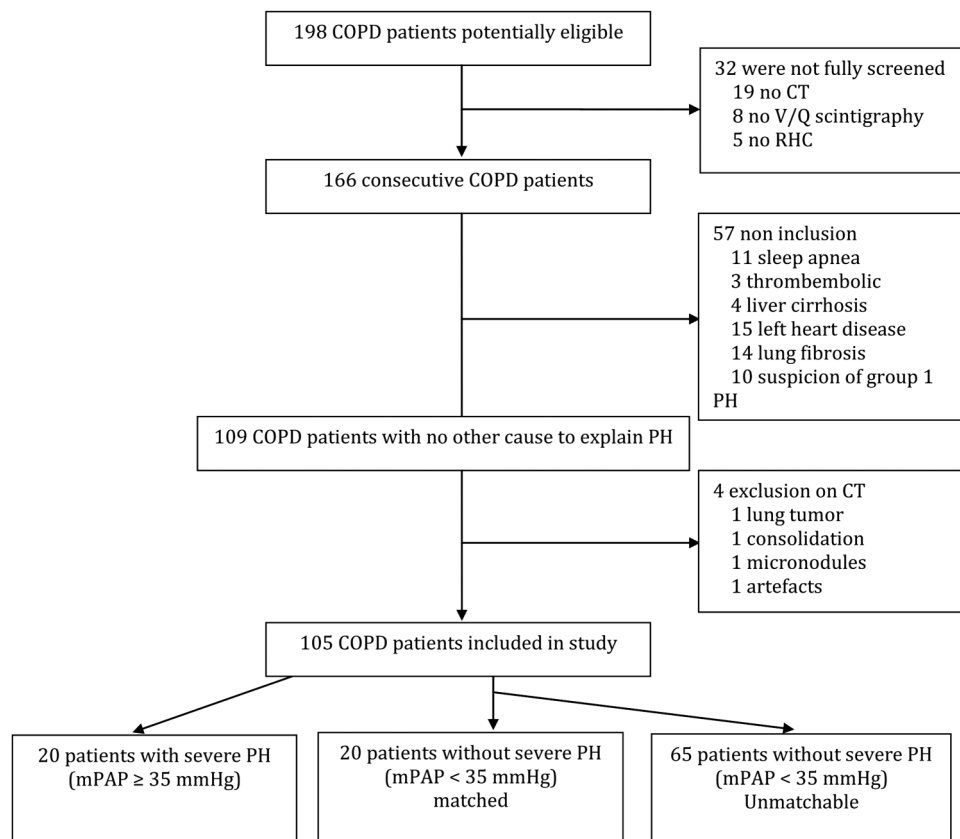 198 COPD patients potentially eligible
32 were not fully screened
19 no CT
8 no V/Q scintigraphy
5 no RHC
166 consecutive COPD patients
57 non inclusion
11 sleep apnea
3 thrombembolic
4 liver cirrhosis
15 left heart disease
14 lung fibrosis
10 suspicion of group 1
PH
109 COPD patients with no other cause to explain PH
4 exclusion on CT
1 lung tumor
1 consolidation
1 micronodules
1 artefacts
105 COPD patients included in study
20 patients with severe PH
(mPAP ≥ 35 mmHg)
20 patients without severe PH
(mPAP < 35 mmHg)
matched
65 patients without severe PH
(mPAP < 35 mmHg)
Unmatchable